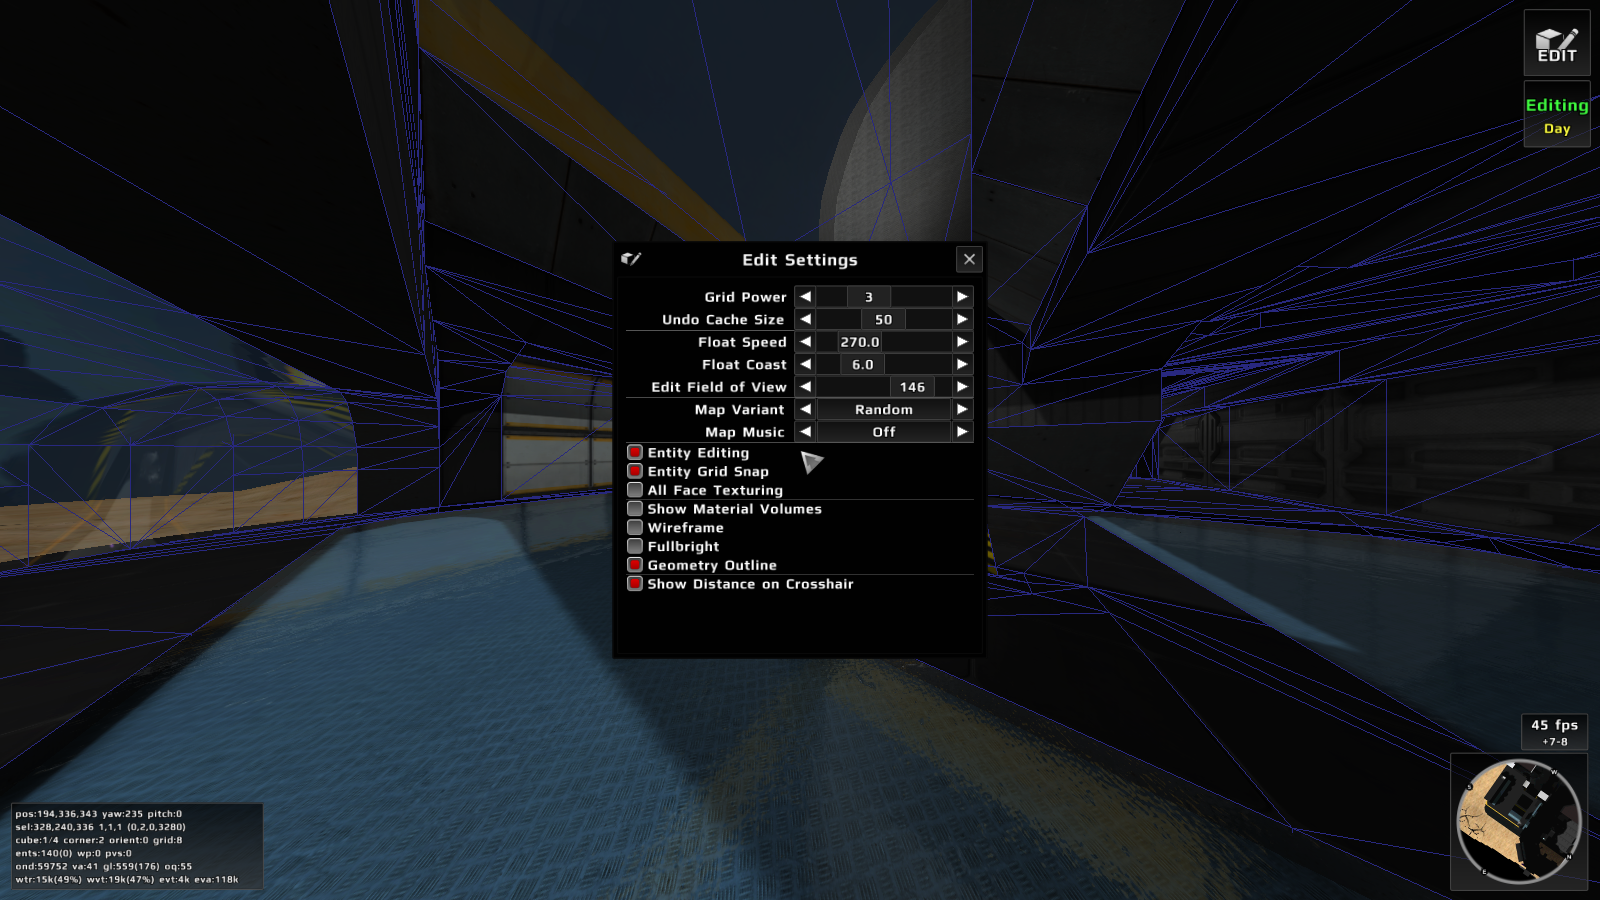 EDIT
Editing
Day
Edit Settings
Grid Power 3
Undo Cache Size 50
Float Speed 270.0
Float Coast 6.0
Edit Field of View 146
Map Variant Random
Map Music Off
Entity Editing
Entity Grid Snap
All Face Texturing
Show Material Volumes
Wireframe
Fullbright
Geometry Outline
Show Distance on Crosshair
45 fps
+7-8
W
S
N
E
pos:194,336,343 yaw:235 pitch:0
sel:328,240,336 1,1,1 (0,2,0,3280)
cube:1/4 corner:2 orient:0 grid:8
ents:140(0) wp:0 pvs:0
ond:59752 va:41 gl:559(176) oq:55
wtr:15k(49%) wvt:19k(47%) evt:4k eva:118k